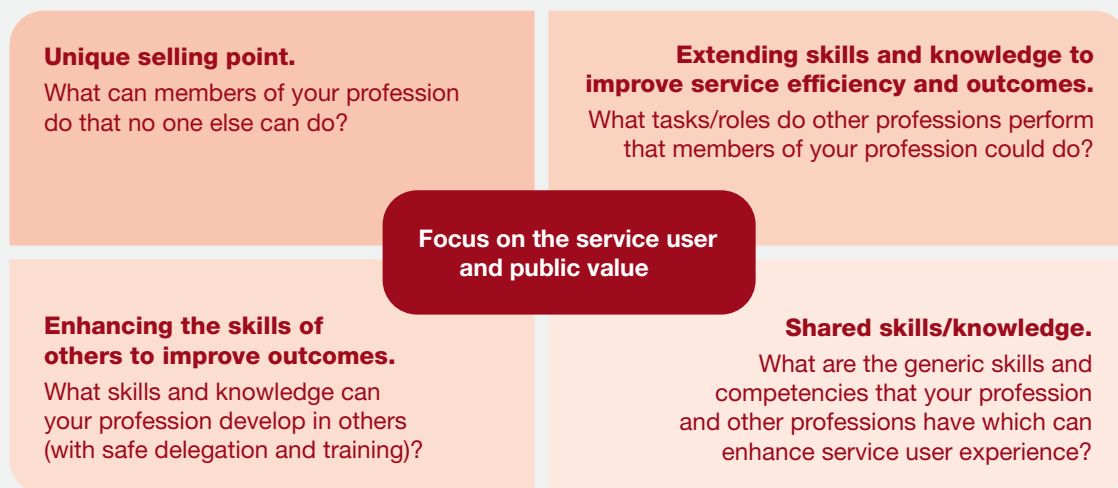 Unique selling point.
What can members of your profession
do that no one else can do?
Extending skills and knowledge to
improve service efficiency and outcomes.
What tasks/roles do other professions perform
that members of your profession could do?
Focus on the service user
and public value
Enhancing the skills of
others to improve outcomes.
What skills and knowledge can
your profession develop in others
(with safe delegation and training)?
Shared skills/knowledge.
What are the generic skills and
competencies that your profession
and other professions have which can
enhance service user experience?